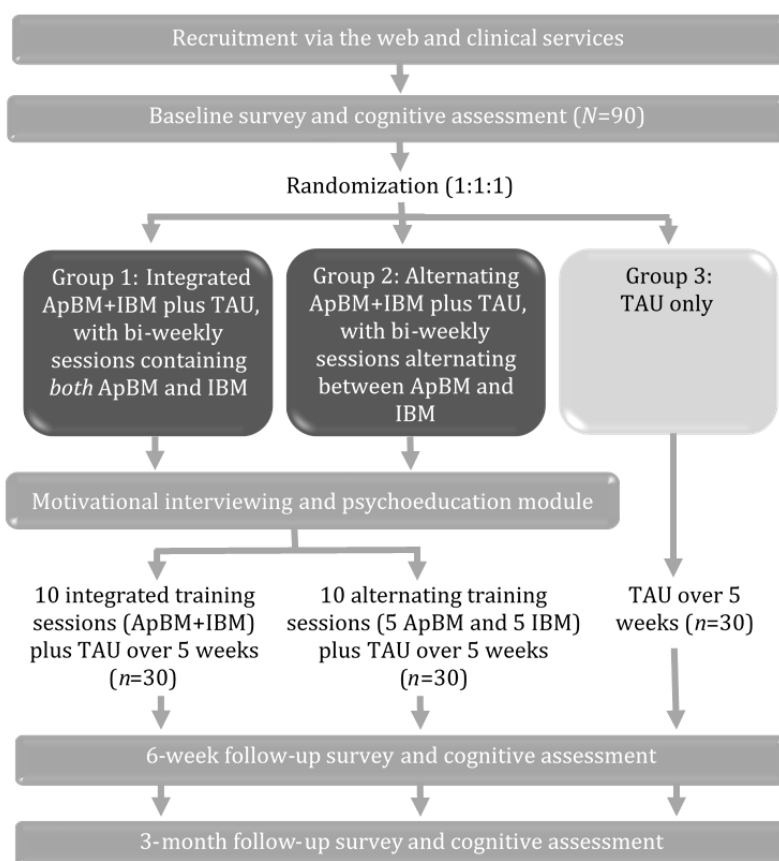 Recruitment via the web and clinical services
Baseline survey and cognitive assessment (N=90)
Randomization (1:1:1)
Group 1: Integrated
ApBM+IBM plus TAU,
with bi-weekly
sessions containing
both ApBM and IBM
Group 2: Alternating
ApBM+IBM plus TAU,
with bi-weekly
sessions alternating
between ApBM and
IBM
Group 3:
TAU only
Motivational interviewing and psychoeducation module
10 integrated training
sessions (ApBM+IBM)
plus TAU over 5 weeks
(n=30)
10 alternating training
sessions (5 ApBM and 5 IBM)
plus TAU over 5 weeks
(n=30)
TAU over 5
weeks (n=30)
6-week follow-up survey and cognitive assessment
3-month follow-up survey and cognitive assessment